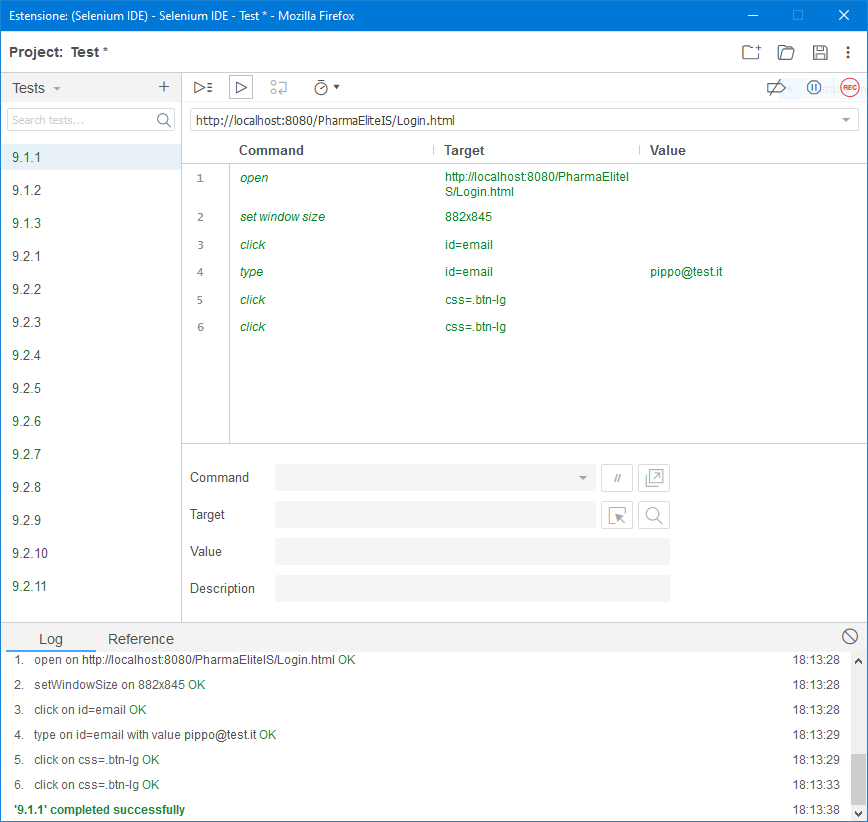 Estensione: (Selenium IDE) - Selenium IDE - Test * - Mozilla Firefox
Project: Test *
Tests
Search tests...
9.1.1
9.1.2
9.1.3
9.2.1
9.2.2
9.2.3
9.2.4
9.2.5
9.2.6
9.2.7
9.2.8
9.2.9
9.2.10
9.2.11
REC
http://localhost:8080/PharmaEliteIS/Login.html
Command Target Value
1 open http://localhost:8080/PharmaEliteI
S/Login.html
2 set window size 882x845
3 click id=email
4 type id=email pippo@test.it
5 click css=.btn-lg
6 click css=.btn-lg
Command //
Target
Value
Description
Log Reference
1. open on http://localhost:8080/PharmaEliteIS/Login.html OK 18:13:28
2. setWindowSize on 882x845 OK 18:13:28
3. click on id=email OK 18:13:28
4. type on id=email with value pippo@test.it OK 18:13:29
5. click on css=.btn-lg OK 18:13:29
6. click on css=.btn-lg OK 18:13:33
'9.1.1' completed successfully 18:13:38